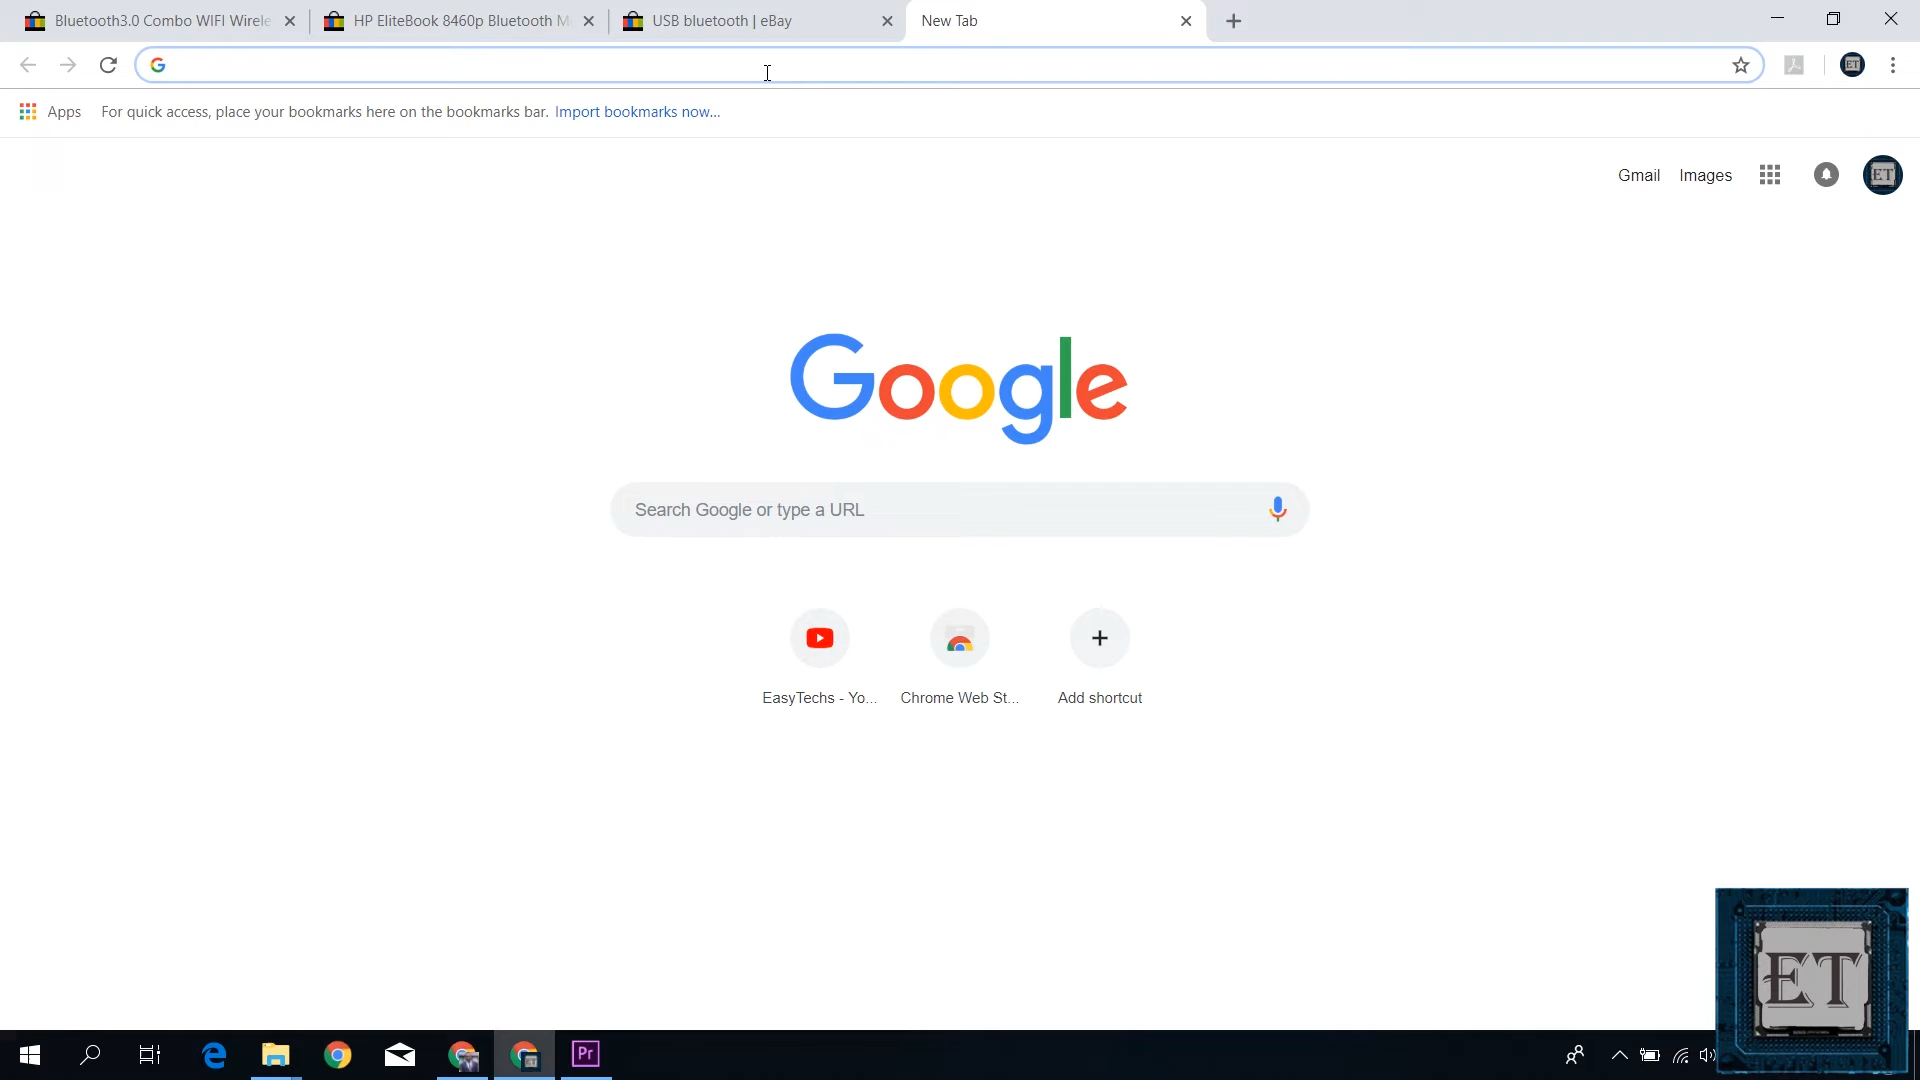 Bluetooth3.0 Combo WIFI Wirele
HP EliteBook 8460p Bluetooth M
USB bluetooth | eBay
New Tab
ET
Apps
For quick access, place your bookmarks here on the bookmarks bar. Import bookmarks now...
Gmail
Images
ET
Google
Search Google or type a URL
EasyTechs - Yo...
Chrome Web St...
Add shortcut
Pr
ET